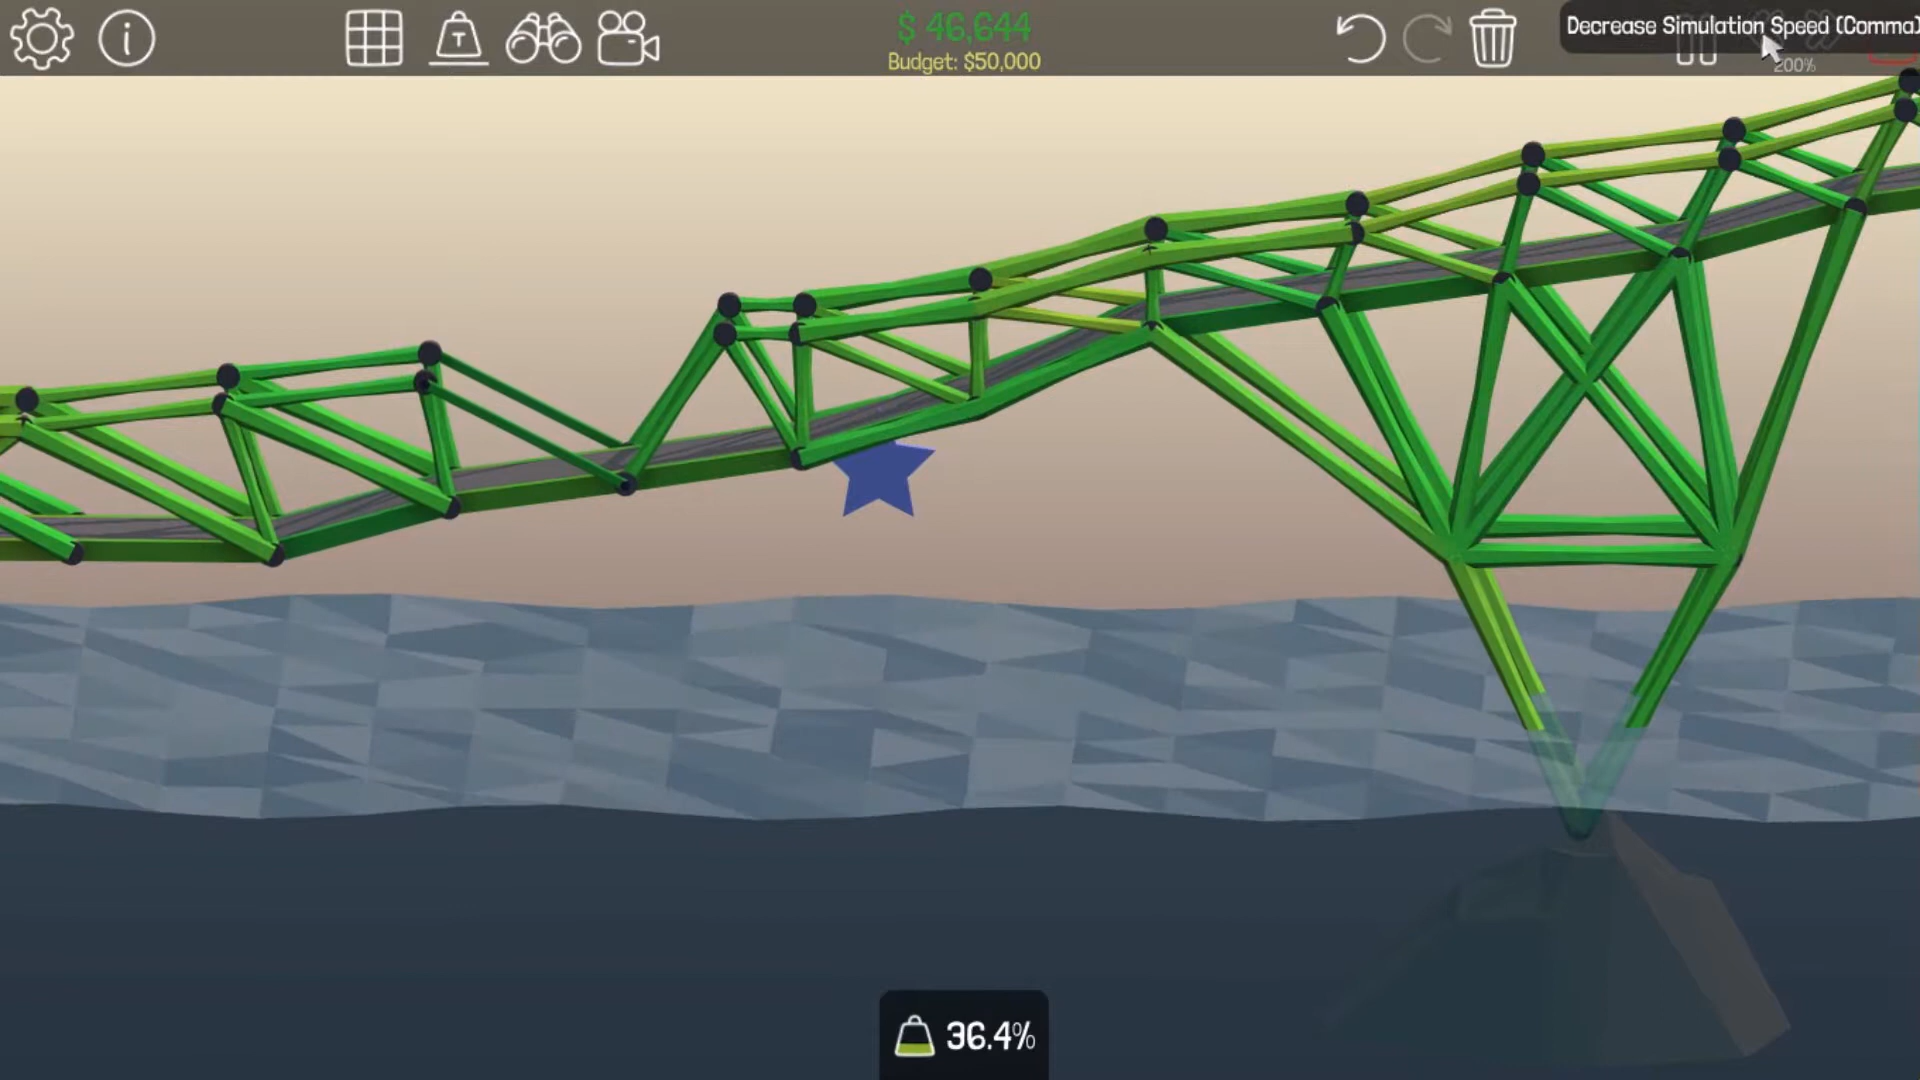 $ 46,644
Budget: $50,000
Decrease Simulation Speed (Comma)
200%
T
36.4%